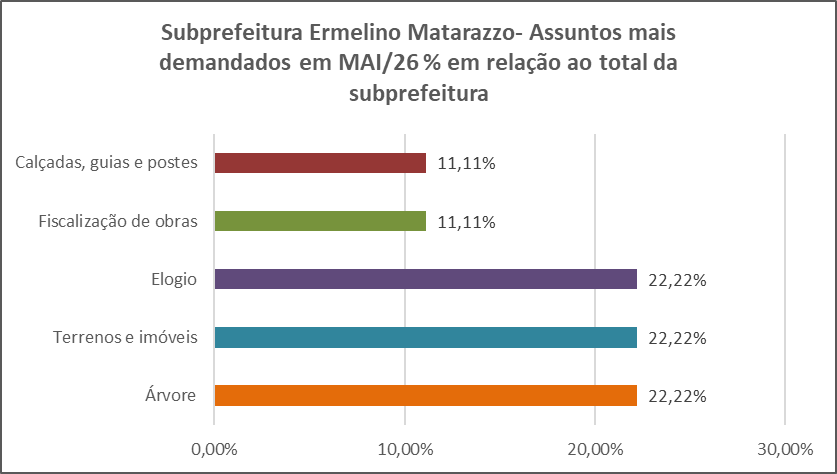 Subprefeitura Ermelino Matarazzo- Assuntos mais
demandados em MAI/26 % em relação ao total da
subprefeitura
Calçadas, guias e postes 11,11%
Fiscalização de obras 11,11%
Elogio 22,22%
Terrenos e imóveis 22,22%
Árvore 22,22%
0,00% 10,00% 20,00% 30,00%